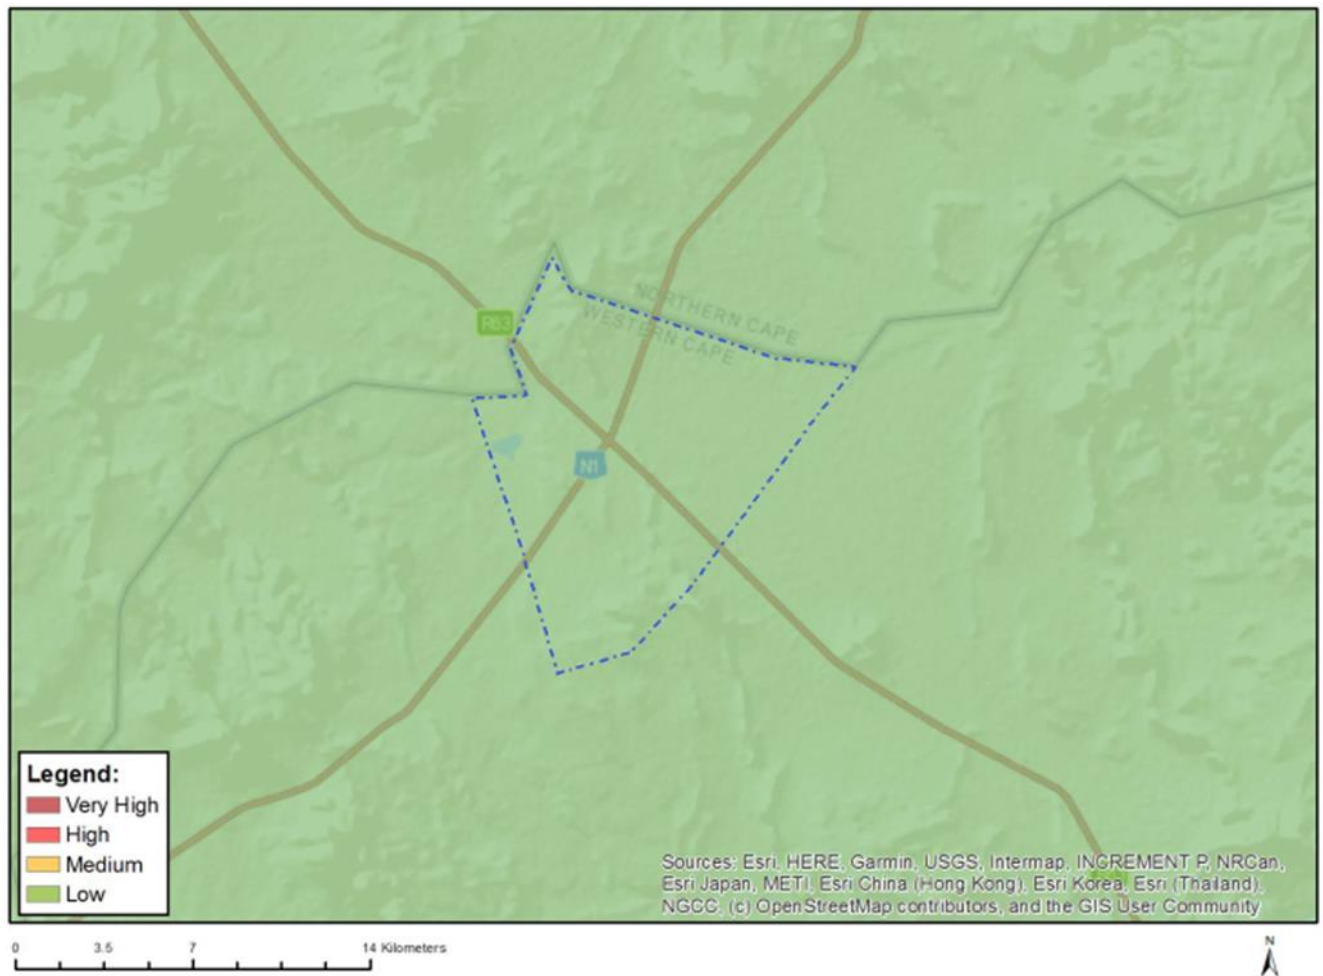 R63
NORTHERN CAPE
WESTERN CAPE
N1
Legend:
Very High
High
Medium
Low
Sources: Esri, HERE, Garmin, USGS, Intermap, INCREMENT P, NRCan,
Esri Japan, METI, Esri China (Hong Kong), Esri Korea, Esri (Thailand),
NGCC, (c) OpenStreetMap contributors, and the GIS User Community
0 3.5 7 14 Kilometers
N